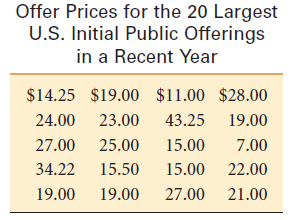 Offer Prices for the 20 Largest
U.S. Initial Public Offerings
in a Recent Year
$14.25 $19.00 $11.00 $28.00
24.00 23.00 43.25 19.00
27.00 25.00 15.00 7.00
34.22 15.50 15.00 22.00
19.00 19.00 27.00 21.00